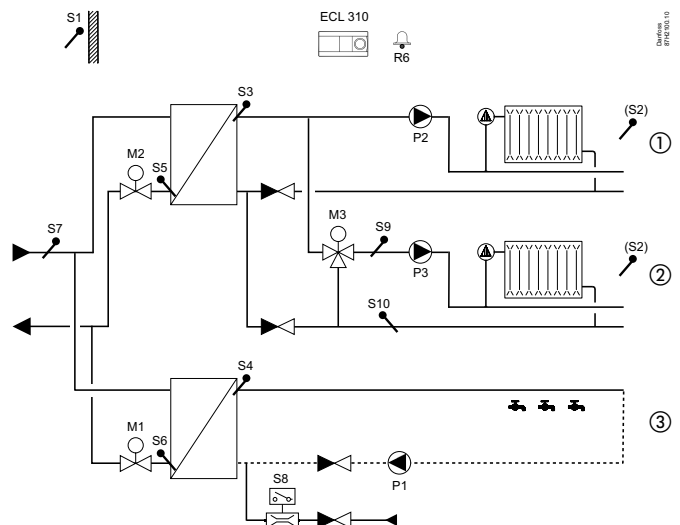 S1
ECL 310
R6
Danfoss
87H2100.10
S3
P2
(S2)
1
M2
S5
S7
M3
S9
P3
(S2)
2
S10
S4
3
M1
S6
P1
S8